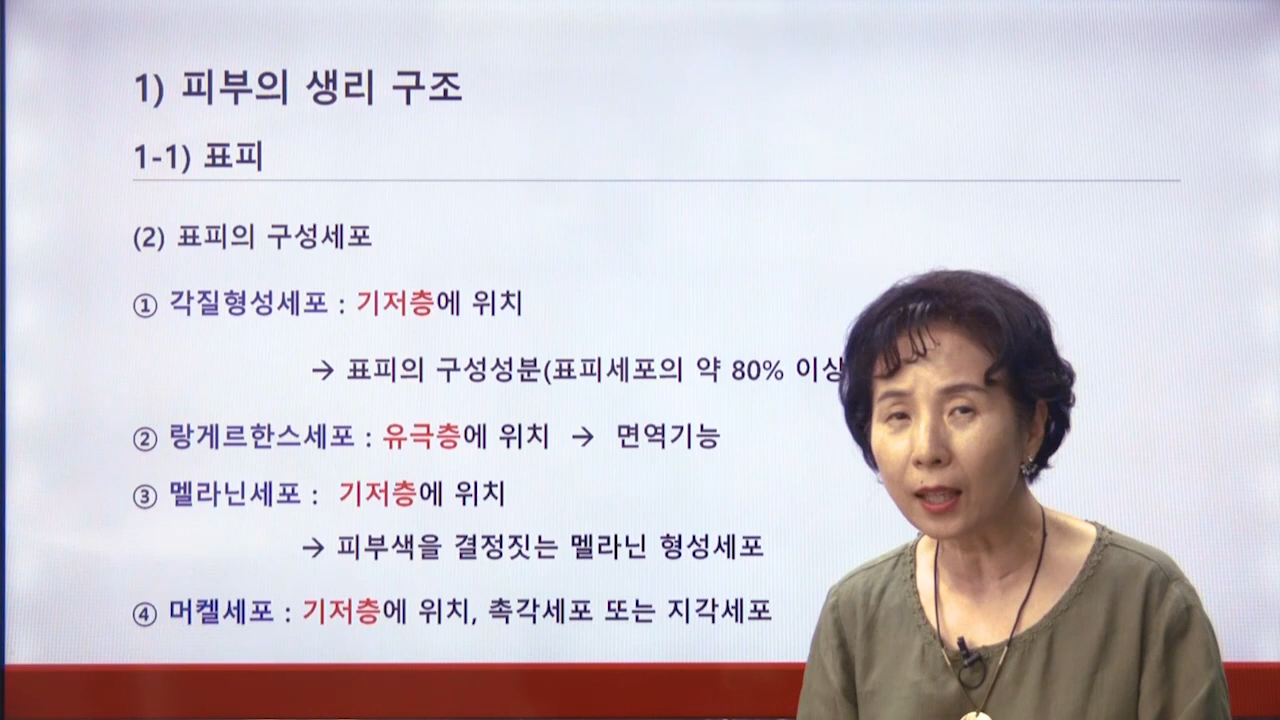 1) 피부의 생리 구조
1-1) 표피
(2) 표피의 구성세포
① 각질형성세포 : 기저층에 위치
→ 표피의 구성성분(표피세포의 약 80% 이상
② 랑게르한스세포 : 유극층에 위치 → 면역기능
③ 멜라닌세포 : 기저층에 위치
→ 피부색을 결정짓는 멜라닌 형성세포
④ 머켈세포 : 기저층에 위치, 촉각세포 또는 지각세포